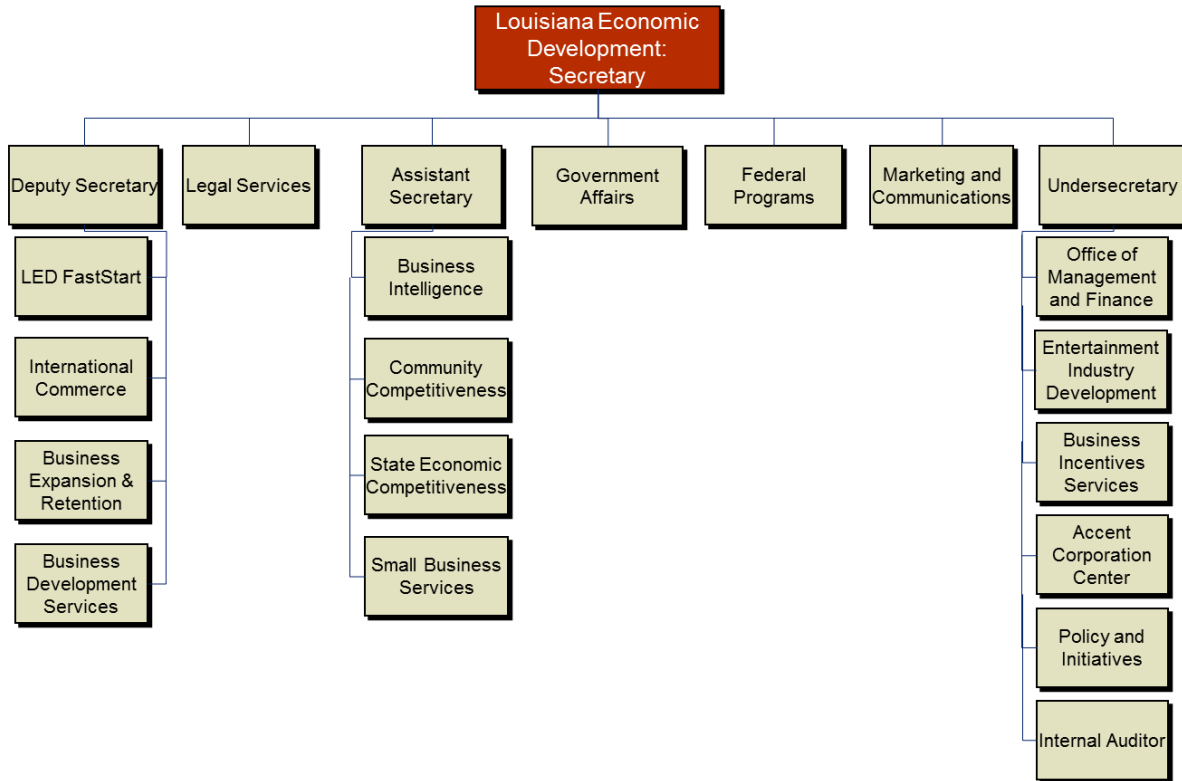 Louisiana Economic
Development:
Secretary
Deputy Secretary
Legal Services
Assistant
Secretary
Government
Affairs
Federal
Programs
Marketing and
Communications
Undersecretary
LED FastStart
International
Commerce
Business
Expansion &
Retention
Business
Development
Services
Business
Intelligence
Community
Competitiveness
State Economic
Competitiveness
Small Business
Services
Office of
Management
and Finance
Entertainment
Industry
Development
Business
Incentives
Services
Accent
Corporation
Center
Policy and
Initiatives
Internal Auditor